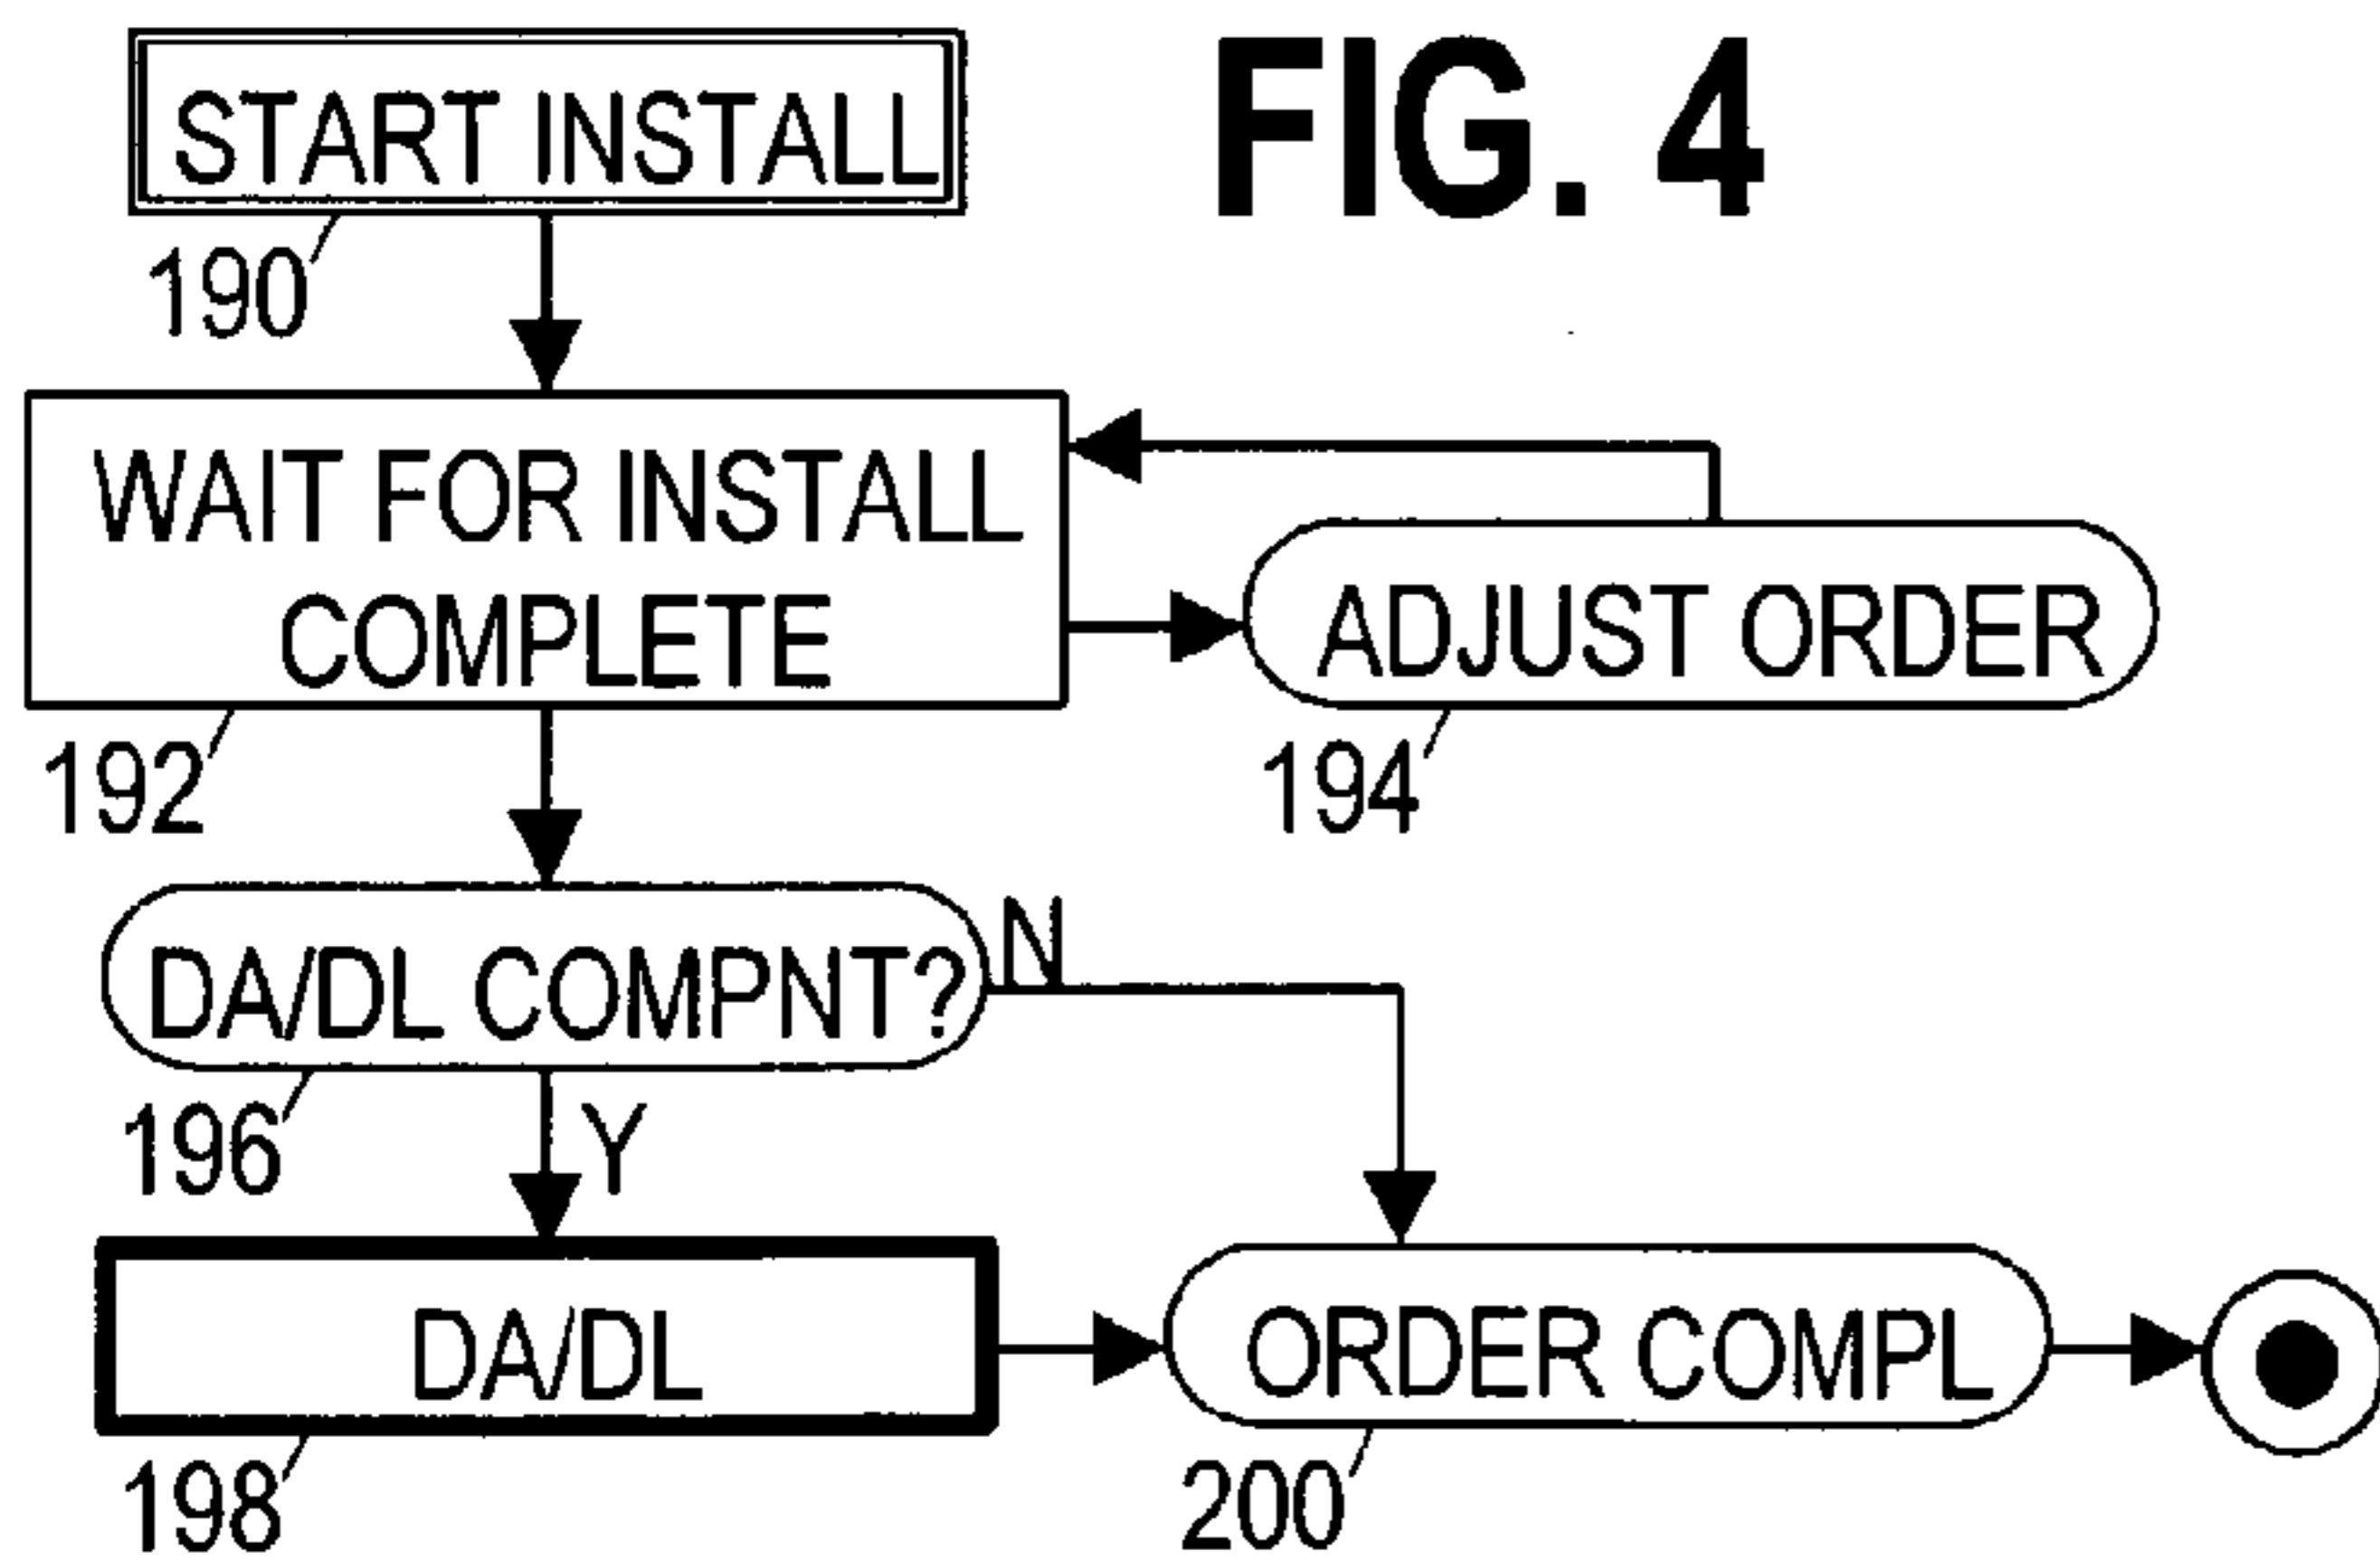 START INSTALL
FIG. 4
190
WAIT FOR INSTALL
COMPLETE
ADJUST ORDER
192
194
DA/DL COMPNT?
N
196
Y
DA/DL
ORDER COMPL
198
200